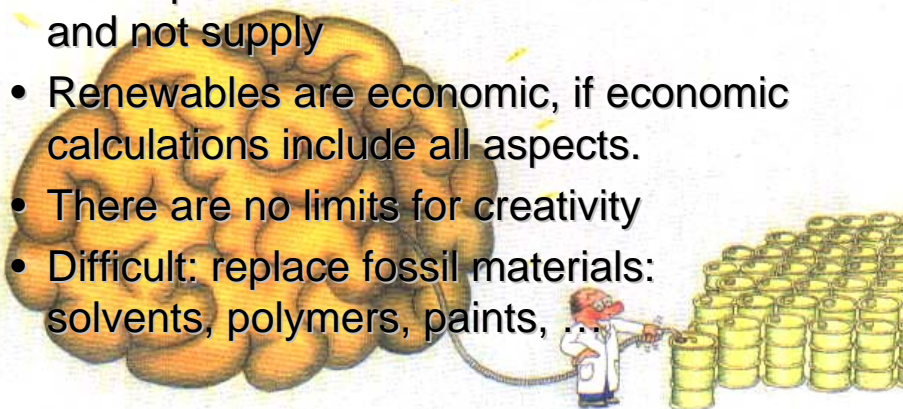 and not supply
• Renewables are economic, if economic
calculations include all aspects.
• There are no limits for creativity
• Difficult: replace fossil materials:
solvents, polymers, paints, …